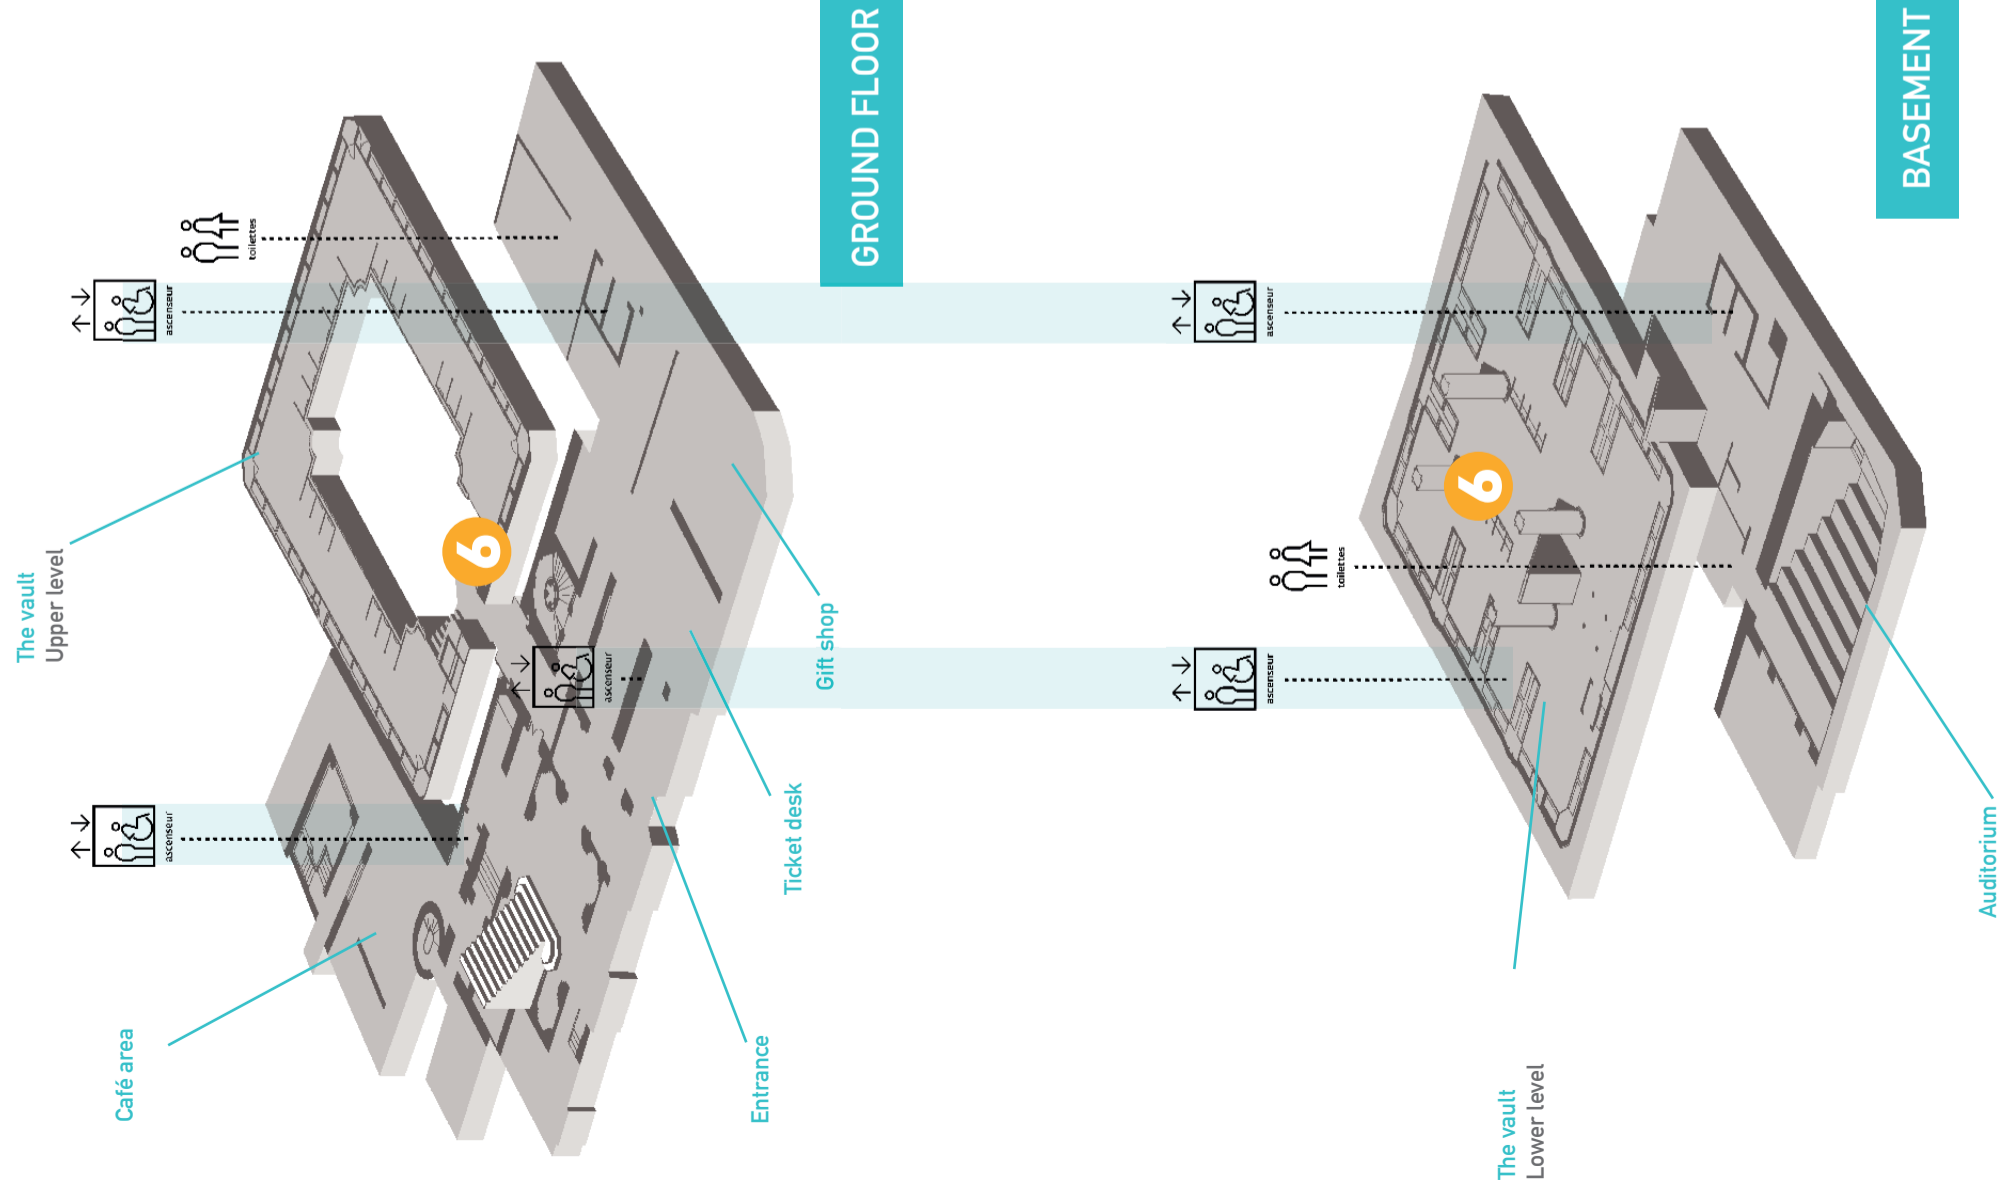 The vault
Upper level
Café area
ascenseur
ascenseur
toilettes
6
ascenseur
Entrance
Ticket desk
Gift shop
GROUND FLOOR
ascenseur
ascenseur
toilettes
6
The vault
Lower level
BASEMENT
Auditorium